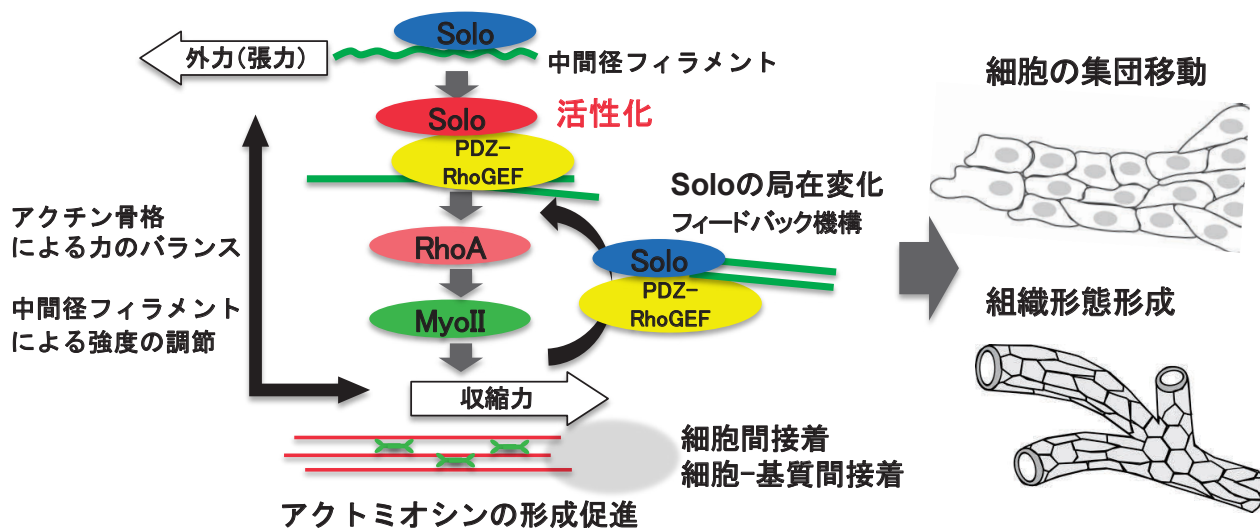 Solo
外力(張力)
中間径フィラメント
Solo
活性化
PDZ-
RhoGEF
Soloの局在変化
フィードバック機構
アクチン骨格
による力のバランス
RhoA
Solo
PDZ-
RhoGEF
中間径フィラメント
による強度の調節
MyoII
収縮力
細胞間接着
細胞-基質間接着
アクトミオシンの形成促進
細胞の集団移動
組織形態形成